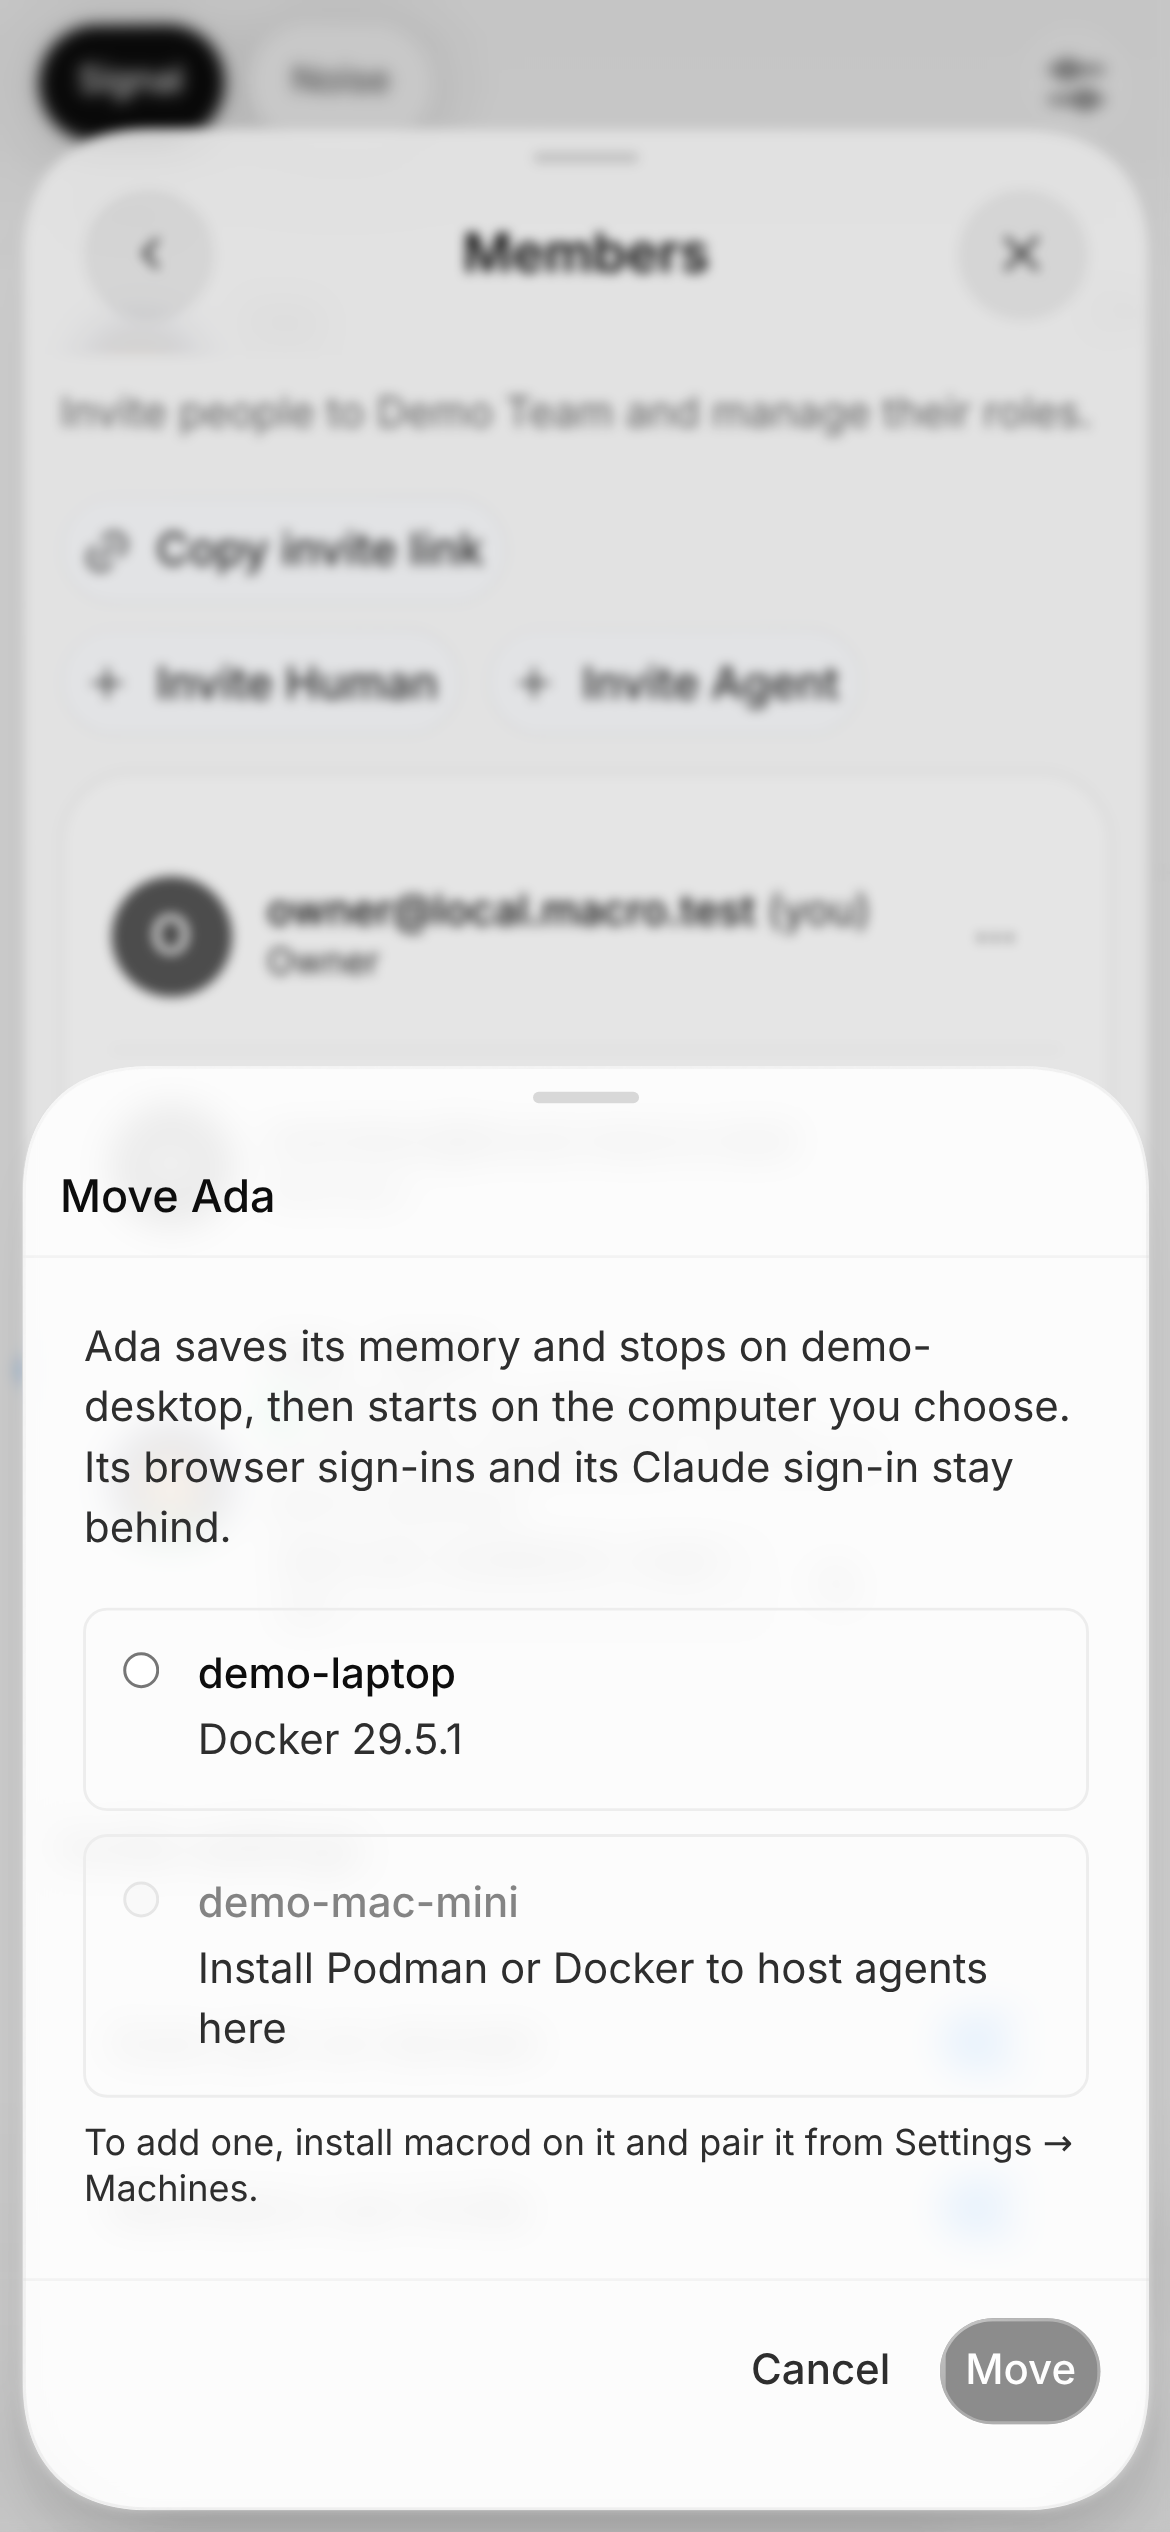 Signal
Noise
Members
Invite people to Demo Team and manage their roles.
Copy invite link
Invite Human
Invite Agent
O
owner@local.macro.test (you)
...
Owner
Move Ada
Ada saves its memory and stops on demo-
desktop, then starts on the computer you choose.
Its browser sign-ins and its Claude sign-in stay
behind.
demo-laptop
Docker 29.5.1
demo-mac-mini
Install Podman or Docker to host agents
here
To add one, install macrod on it and pair it from Settings →
Machines.
Cancel
Move